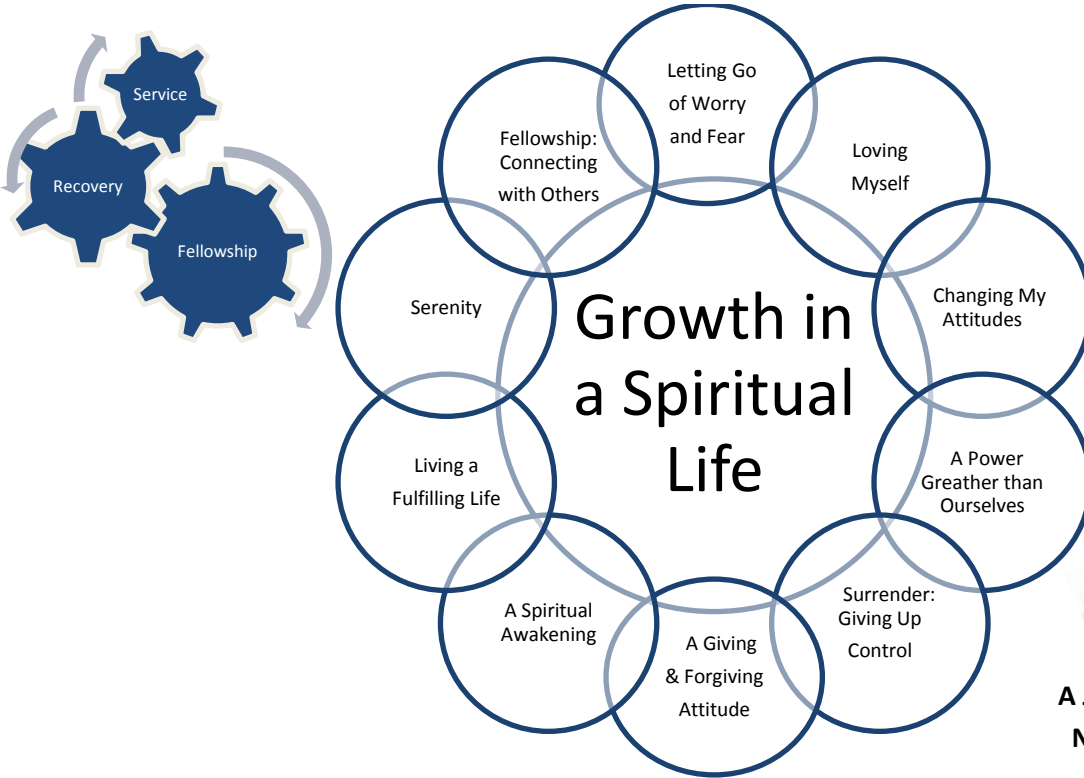 Service
Recovery
Fellowship
Letting Go
of Worry
and Fear
Loving
Myself
Changing My
Attitudes
A Power
Greather than
Ourselves
Surrender:
Giving Up
Control
A Giving
& Forgiving
Attitude
A Spiritual
Awakening
Living a
Fulfilling Life
Serenity
Fellowship:
Connecting
with Others
Growth in
a Spiritual
Life
A
N